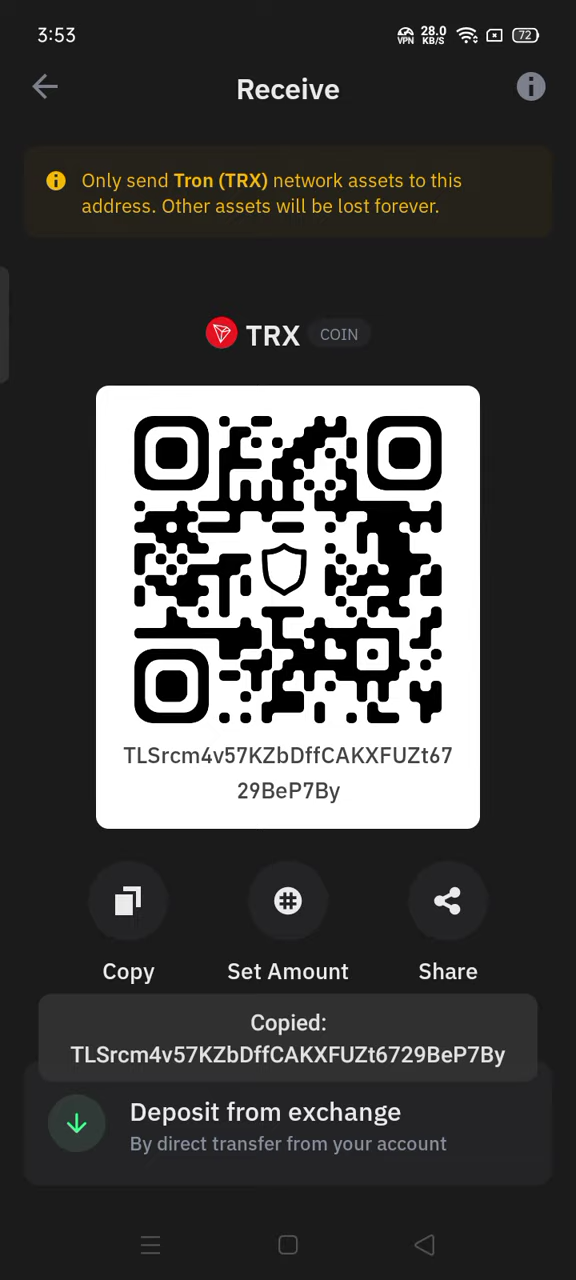 3:53
VPN
28.0
KB/S
72
Receive
Only send Tron (TRX) network assets to this
address. Other assets will be lost forever.
TRX COIN
TLSrcm4v57KZbDffCAKXFUZt67
29BeP7By
Copy
Set Amount
Share
Copied:
TLSrcm4v57KZbDffCAKXFUZt6729BeP7By
Deposit from exchange
By direct transfer from your account